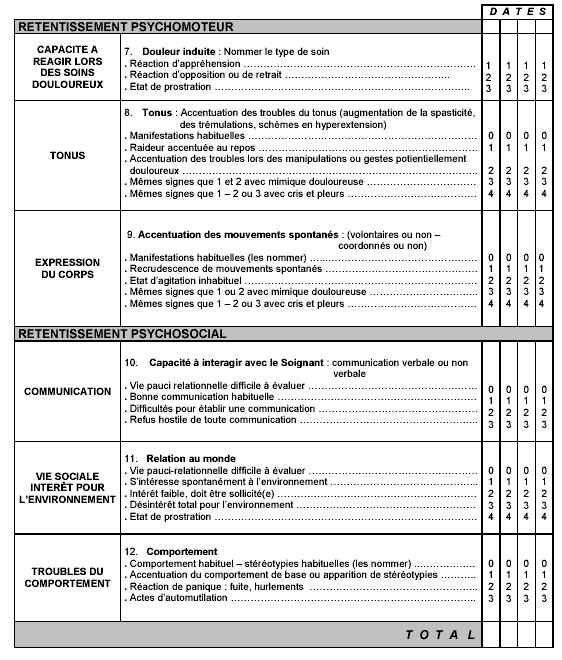 D A T E S
RETENTISSEMENT PSYCHOMOTEUR
CAPACITE A
REAGIR LORS
DES SOINS
DOULOUREUX
7. Douleur induite : Nommer le type de soin
. Réaction d'appréhension ................................ 1 1 1 1
. Réaction d'opposition ou de retrait ................................ 2 2 2 2
. Etat de prostration ................................ 3 3 3 3
TONUS
8. Tonus : Accentuation des troubles du tonus (augmentation de la spasticité,
des trémulations, schèmes en hyperextension)
. Manifestations habituelles ................................ 0 0 0 0
. Raideur accentuée au repos ................................ 1 1 1 1
. Accentuation des troubles lors des manipulations ou gestes potientiellement
douloureux ................................ 2 2 2 2
. Mêmes signes que 1 et 2 avec mimique douloureuse ................................ 3 3 3 3
. Mêmes signes que 1 – 2 ou 3 avec cris et pleurs ................................ 4 4 4 4
EXPRESSION
DU CORPS
9. Accentuation des mouvements spontanés : (volontaires ou non –
coordonnés ou non)
. Manifestations habituelles (les nommer) ................................ 0 0 0 0
. Recrudescence de mouvements spontanés ................................ 1 1 1 1
. Etat d'agitation inhabituel ................................ 2 2 2 2
. Mêmes signes que 1 ou 2 avec mimique douloureuse ................................ 3 3 3 3
. Mêmes signes que 1 – 2 ou 3 avec cris et pleurs ................................ 4 4 4 4
RETENTISSEMENT PSYCHOSOCIAL
COMMUNICATION
10. Capacité à interagir avec le Soignant : communication verbale ou non
verbale
. Vie pauci relationnelle difficile à évaluer ................................ 0 0 0 0
. Bonne communication habituelle ................................ 1 1 1 1
. Difficultés pour établir une communication ................................ 2 2 2 2
. Refus hostile de toute communication ................................ 3 3 3 3
VIE SOCIALE
INTERÊT POUR
L'ENVIRONNEMENT
11. Relation au monde
. Vie pauci-relationnelle difficile à évaluer ................................ 0 0 0 0
. S'intéresse spontanément à l'environnement ................................ 1 1 1 1
. Intérêt faible, doit être sollicité(e) ................................ 2 2 2 2
. Désintérêt total pour l'environnement ................................ 3 3 3 3
. Etat de prostration ................................ 4 4 4 4
TROUBLES DU
COMPORTEMENT
12. Comportement
. Comportement habituel – stéréotypies habituelles (les nommer) ................................ 0 0 0 0
. Accentuation du comportement de base ou apparition de stéréotypies ........... 1 1 1 1
. Réaction de panique : fuite, hurlements ................................ 2 2 2 2
. Actes d'automutilation ................................ 3 3 3 3
T O T A L